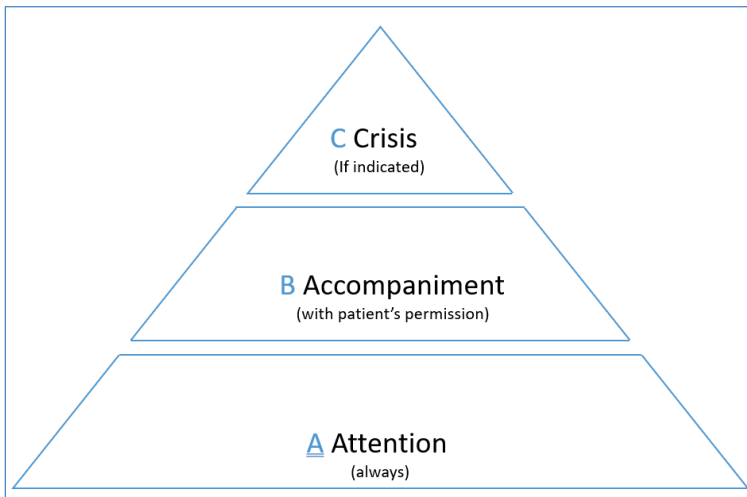 C Crisis
(If indicated)
B Accompaniment
(with patient's permission)
A Attention
(always)